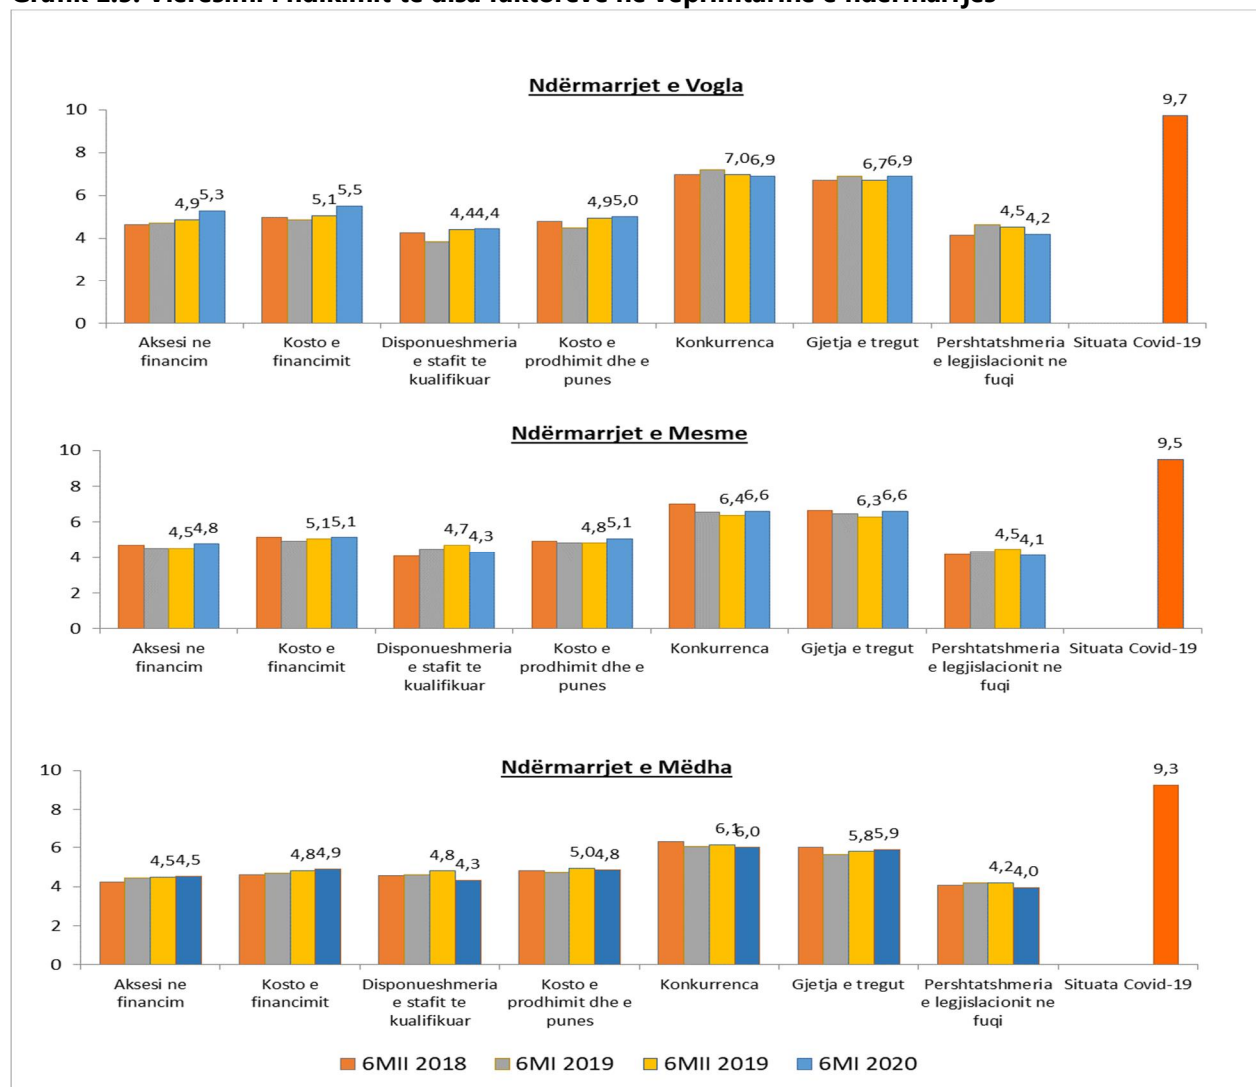 Grafik Vlerësimi i ndikimit të disa faktorëve në veprimtarinë e ndërmarrjes
Ndërmarrjet e Vogla
10
8
6
4
2
0
4,9 5,3
5,1 5,5
4,4 4,4
4,9 5,0
7,0 6,9
6,7 6,9
4,5 4,2
9,7
Aksesi ne financim
Kosto e financimit
Disponueshmeria e stafit te kualifikuar
Kosto e prodhimit dhe e punes
Konkurrenca
Gjetja e tregut
Pershtatshmeria e legjislacionit ne fuqi
Situata Covid-19
Ndërmarrjet e Mesme
10
8
6
4
2
0
4,5 4,8
5,1 5,1
4,7 4,3
4,8 5,1
6,4 6,6
6,3 6,6
4,5 4,1
9,5
Aksesi ne financim
Kosto e financimit
Disponueshmeria e stafit te kualifikuar
Kosto e prodhimit dhe e punes
Konkurrenca
Gjetja e tregut
Pershtatshmeria e legjislacionit ne fuqi
Situata Covid-19
Ndërmarrjet e Mëdha
10
8
6
4
2
0
4,5 4,5
4,8 4,9
4,8 4,3
5,0 4,8
6,1 6,0
5,8 5,9
4,2 4,0
9,3
Aksesi ne financim
Kosto e financimit
Disponueshmeria e stafit te kualifikuar
Kosto e prodhimit dhe e punes
Konkurrenca
Gjetja e tregut
Pershtatshmeria e legjislacionit ne fuqi
Situata Covid-19
6MII 2018 6MI 2019 6MII 2019 6MI 2020